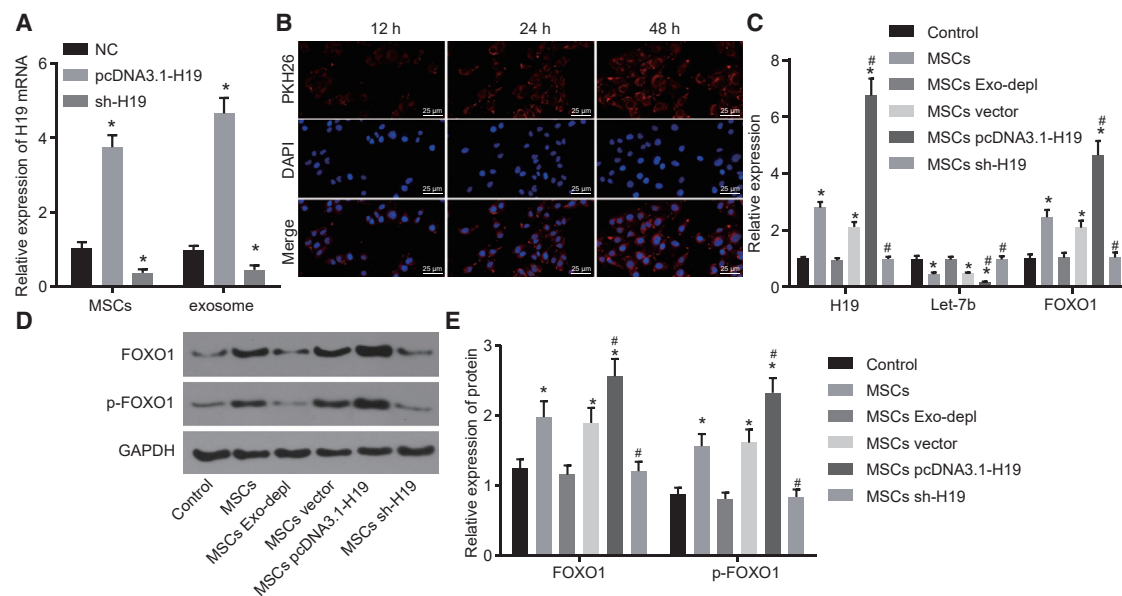 A
NC
pcDNA3.1-H19
sh-H19
Relative expression of H19 mRNA
6
4
2
0
*
*
*
*
MSCs
exosome
B
12 h
24 h
48 h
PKH26
DAPI
Merge
25 µm
25 µm
25 µm
25 µm
25 µm
25 µm
25 µm
25 µm
25 µm
C
Control
MSCs
MSCs Exo-depl
MSCs vector
MSCs pcDNA3.1-H19
MSCs sh-H19
Relative expression
8
6
4
2
0
*
*
#
*
#
*
*
#
*
#
*
*
#
*
#
H19
Let-7b
FOXO1
D
FOXO1
p-FOXO1
GAPDH
Control
MSCs
MSCs Exo-depl
MSCs vector
MSCs pcDNA3.1-H19
MSCs sh-H19
E
Relative expression of protein
3
2
1
0
*
*
#
*
#
*
*
#
*
#
FOXO1
p-FOXO1
Control
MSCs
MSCs Exo-depl
MSCs vector
MSCs pcDNA3.1-H19
MSCs sh-H19